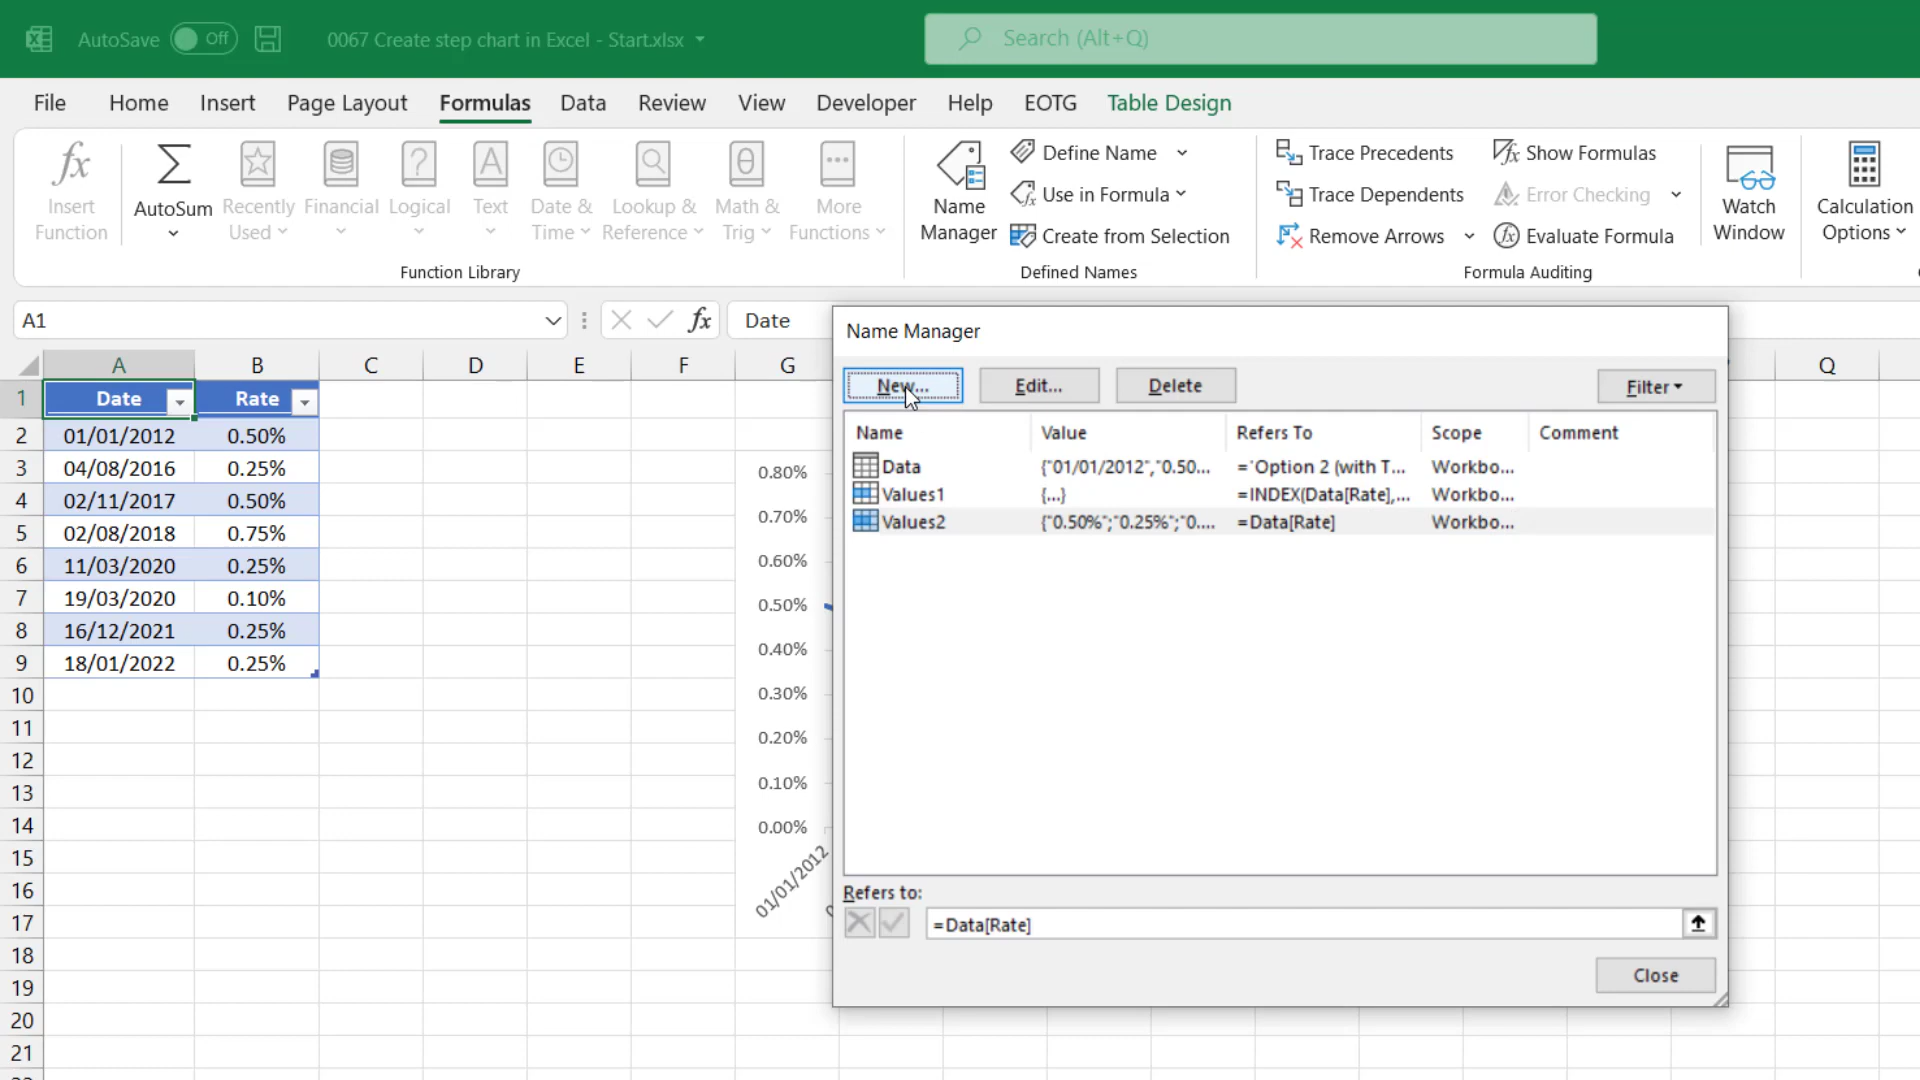 AutoSave Off 0067 Create step chart in Excel - Start.xlsx Search (Alt+Q)
File Home Insert Page Layout Formulas Data Review View Developer Help EOTG Table Design
fx Insert Function
AutoSum
Recently Used
Financial
Logical
Text
Date & Time
Lookup & Reference
Math & Trig
More Functions
Function Library
Name Manager
Define Name
Use in Formula
Create from Selection
Defined Names
Trace Precedents
Trace Dependents
Remove Arrows
Show Formulas
Error Checking
Evaluate Formula
Formula Auditing
Watch Window
Calculation Options
A1 fx Date
A B C D E F G Q
1 Date Rate
2 01/01/2012 0.50%
3 04/08/2016 0.25%
4 02/11/2017 0.50%
5 02/08/2018 0.75%
6 11/03/2020 0.25%
7 19/03/2020 0.10%
8 16/12/2021 0.25%
9 18/01/2022 0.25%
10
11
12
13
14
15
16
17
18
19
20
21
0.80%
0.70%
0.60%
0.50%
0.40%
0.30%
0.20%
0.10%
0.00%
01/01/2012
Name Manager
New... Edit... Delete Filter
Name Value Refers To Scope Comment
Data {"01/01/2012","0.50... ='Option 2 (with T... Workbo...
Values1 {...} =INDEX(Data[Rate],... Workbo...
Values2 {"0.50%";"0.25%";"0.... =Data[Rate] Workbo...
Refers to:
=Data[Rate]
Close